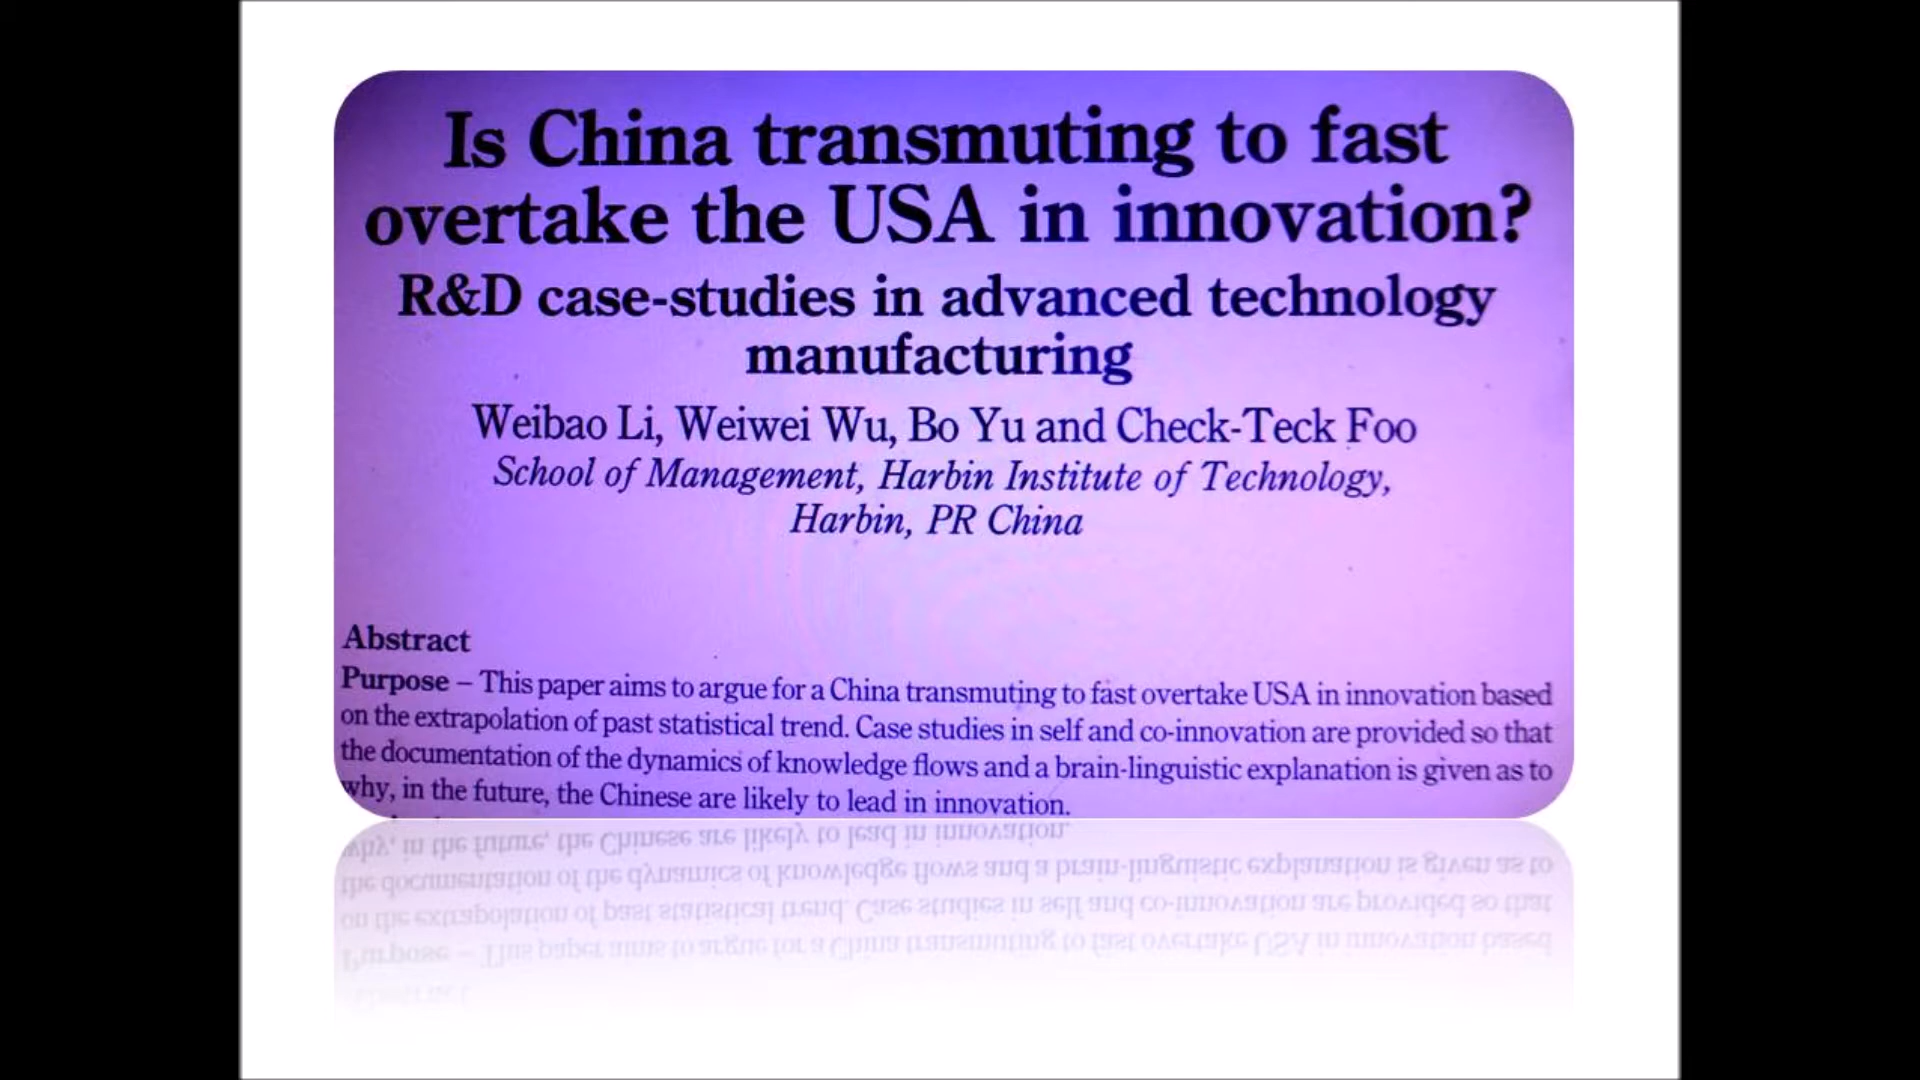 Is China transmuting to fast
overtake the USA in innovation?
R&D case-studies in advanced technology
manufacturing
Weibao Li, Weiwei Wu, Bo Yu and Check-Teck Foo
School of Management, Harbin Institute of Technology,
Harbin, PR China
Abstract
Purpose – This paper aims to argue for a China transmuting to fast overtake USA in innovation based
on the extrapolation of past statistical trend. Case studies in self and co-innovation are provided so that
the documentation of the dynamics of knowledge flows and a brain-linguistic explanation is given as to
why, in the future, the Chinese are likely to lead in innovation.